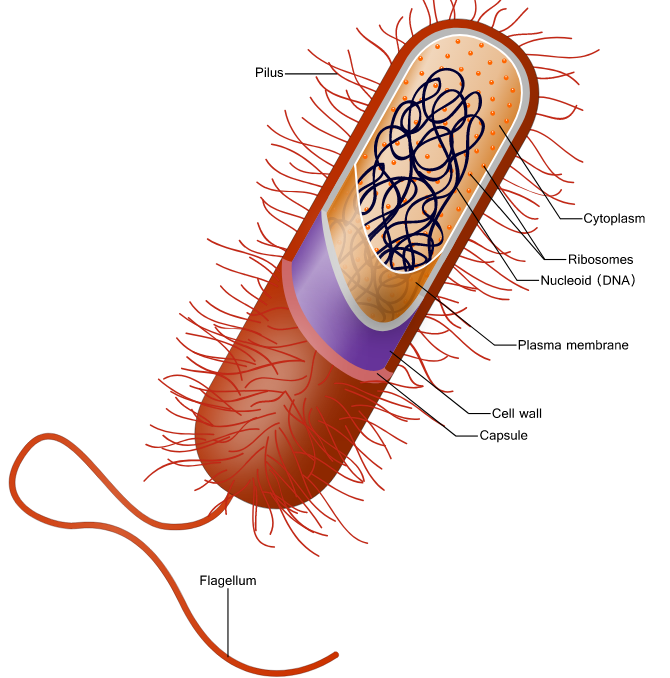 Pilus
Cytoplasm
Ribosomes
Nucleoid (DNA)
Plasma membrane
Cell wall
Capsule
Flagellum